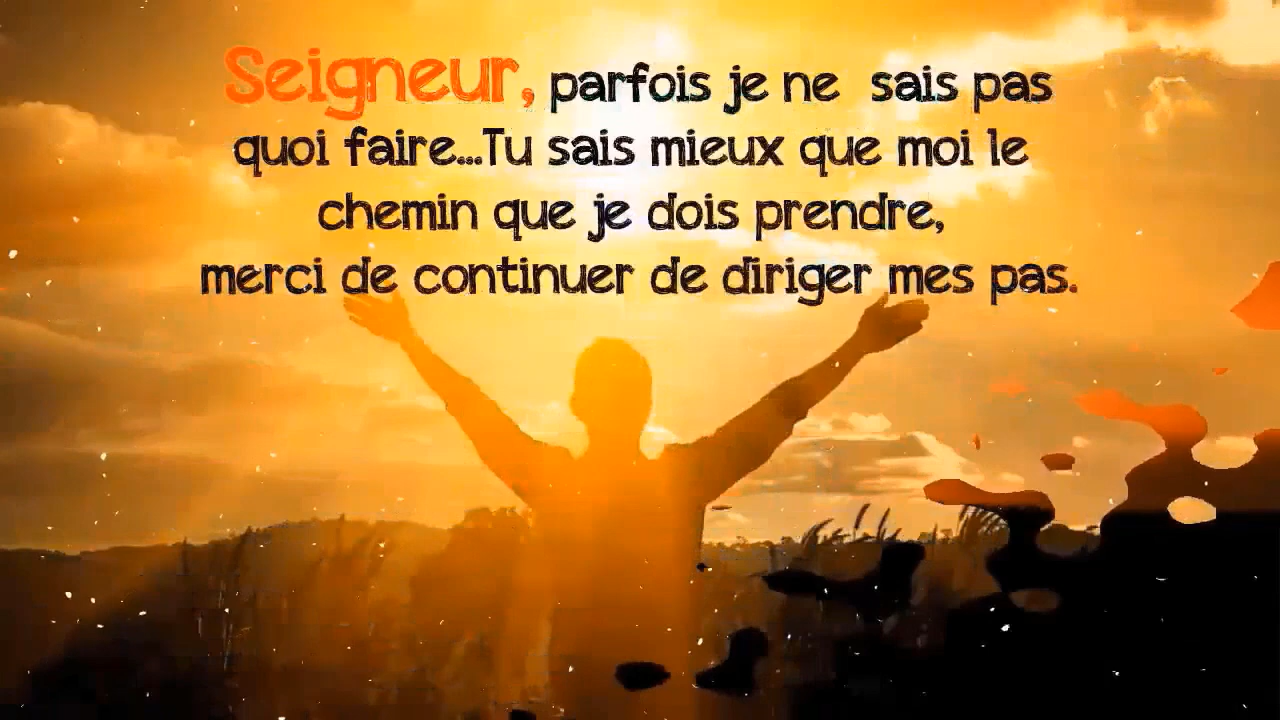 Seigneur, parfois je ne sais pas
quoi faire...Tu sais mieux que moi le
chemin que je dois prendre,
merci de continuer de diriger mes pas.